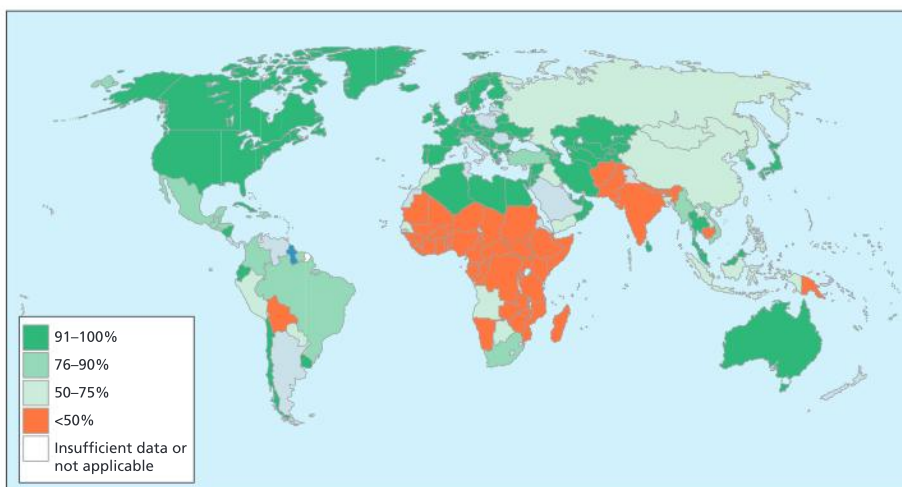 91–100%
76–90%
50–75%
<50%
Insufficient data or
not applicable